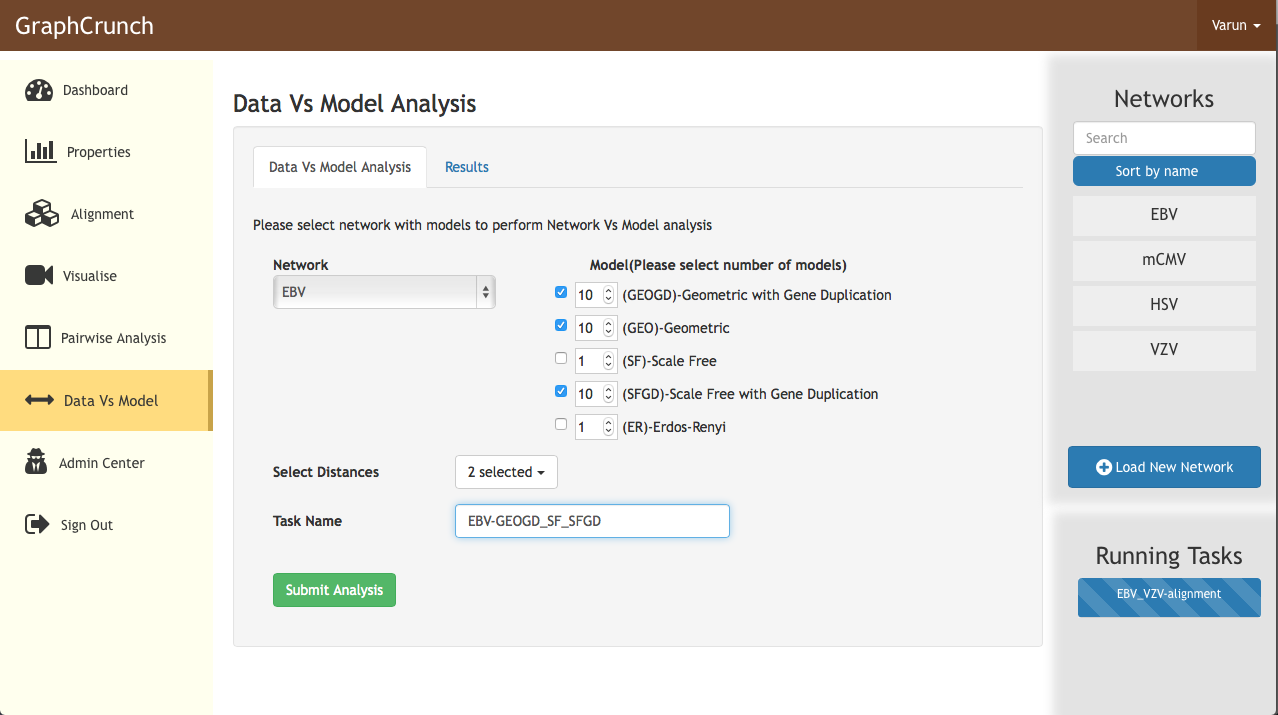 GraphCrunch
Varun
Dashboard
Properties
Alignment
Visualise
Pairwise Analysis
Data Vs Model
Admin Center
Sign Out
Data Vs Model Analysis
Data Vs Model Analysis Results
Please select network with models to perform Network Vs Model analysis
Network
EBV
Model(Please select number of models)
10 (GEOGD)-Geometric with Gene Duplication
10 (GEO)-Geometric
1 (SF)-Scale Free
10 (SFGD)-Scale Free with Gene Duplication
1 (ER)-Erdos-Renyi
Select Distances 2 selected
Task Name EBV-GEOGD_SF_SFGD
Submit Analysis
Networks
Search
Sort by name
EBV
mCMV
HSV
VZV
Load New Network
Running Tasks
EBV_VZV-alignment